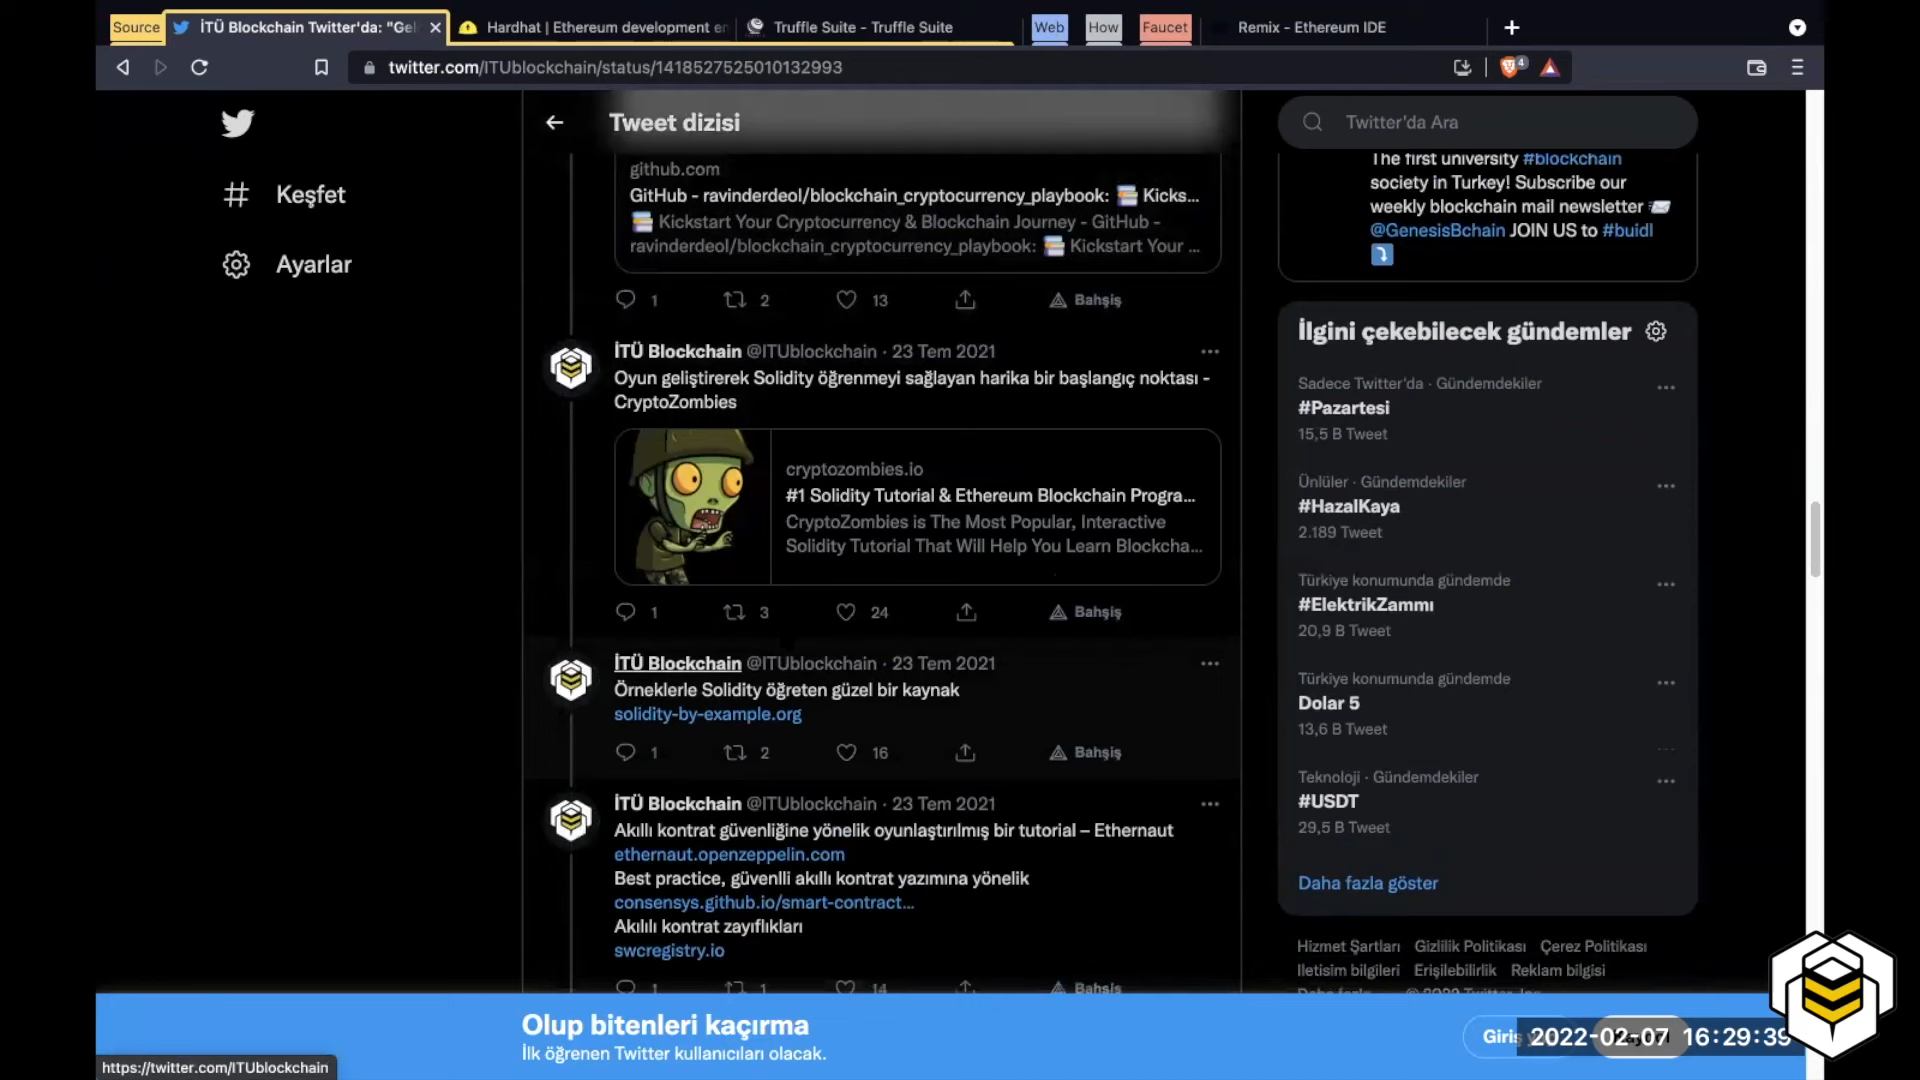 Source
İTÜ Blockchain Twitter'da: "Gel
Hardhat | Ethereum development en
Truffle Suite - Truffle Suite
Web
How
Faucet
Remix - Ethereum IDE
twitter.com/ITUblockchain/status/1418527525010132993
4
Keşfet
Ayarlar
Tweet dizisi
github.com
GitHub - ravinderdeol/blockchain_cryptocurrency_playbook: 📚 Kicks...
📚 Kickstart Your Cryptocurrency & Blockchain Journey - GitHub -
ravinderdeol/blockchain_cryptocurrency_playbook: 📚 Kickstart Your ...
1 2 13 Bahşiş
İTÜ Blockchain @ITUblockchain · 23 Tem 2021
Oyun geliştirerek Solidity öğrenmeyi sağlayan harika bir başlangıç noktası -
CryptoZombies
cryptozombies.io
#1 Solidity Tutorial & Ethereum Blockchain Progra...
CryptoZombies is The Most Popular, Interactive
Solidity Tutorial That Will Help You Learn Blockcha...
1 3 24 Bahşiş
İTÜ Blockchain @ITUblockchain · 23 Tem 2021
Örneklerle Solidity öğreten güzel bir kaynak
solidity-by-example.org
1 2 16 Bahşiş
İTÜ Blockchain @ITUblockchain · 23 Tem 2021
Akıllı kontrat güvenliğine yönelik oyunlaştırılmış bir tutorial – Ethernaut
ethernaut.openzeppelin.com
Best practice, güvenlli akıllı kontrat yazımına yönelik
consensys.github.io/smart-contract...
Akılılı kontrat zayıflıkları
swcregistry.io
1 1 14 Bahşiş
Twitter'da Ara
The first university #blockchain
society in Turkey! Subscribe our
weekly blockchain mail newsletter 📨
@GenesisBchain JOIN US to #buidl
⤵️
İlgini çekebilecek gündemler
Sadece Twitter'da · Gündemdekiler
#Pazartesi
15,5 B Tweet
Ünlüler · Gündemdekiler
#HazalKaya
2.189 Tweet
Türkiye konumunda gündemde
#ElektrikZammı
20,9 B Tweet
Türkiye konumunda gündemde
Dolar 5
13,6 B Tweet
Teknoloji · Gündemdekiler
#USDT
29,5 B Tweet
Daha fazla göster
Hizmet Şartları Gizlilik Politikası Çerez Politikası
İletişim bilgileri Erişilebilirlik Reklam bilgisi
Olup bitenleri kaçırma
İlk öğrenen Twitter kullanıcıları olacak.
Giriş
2022-02-07 16:29:39
https://twitter.com/ITUblockchain